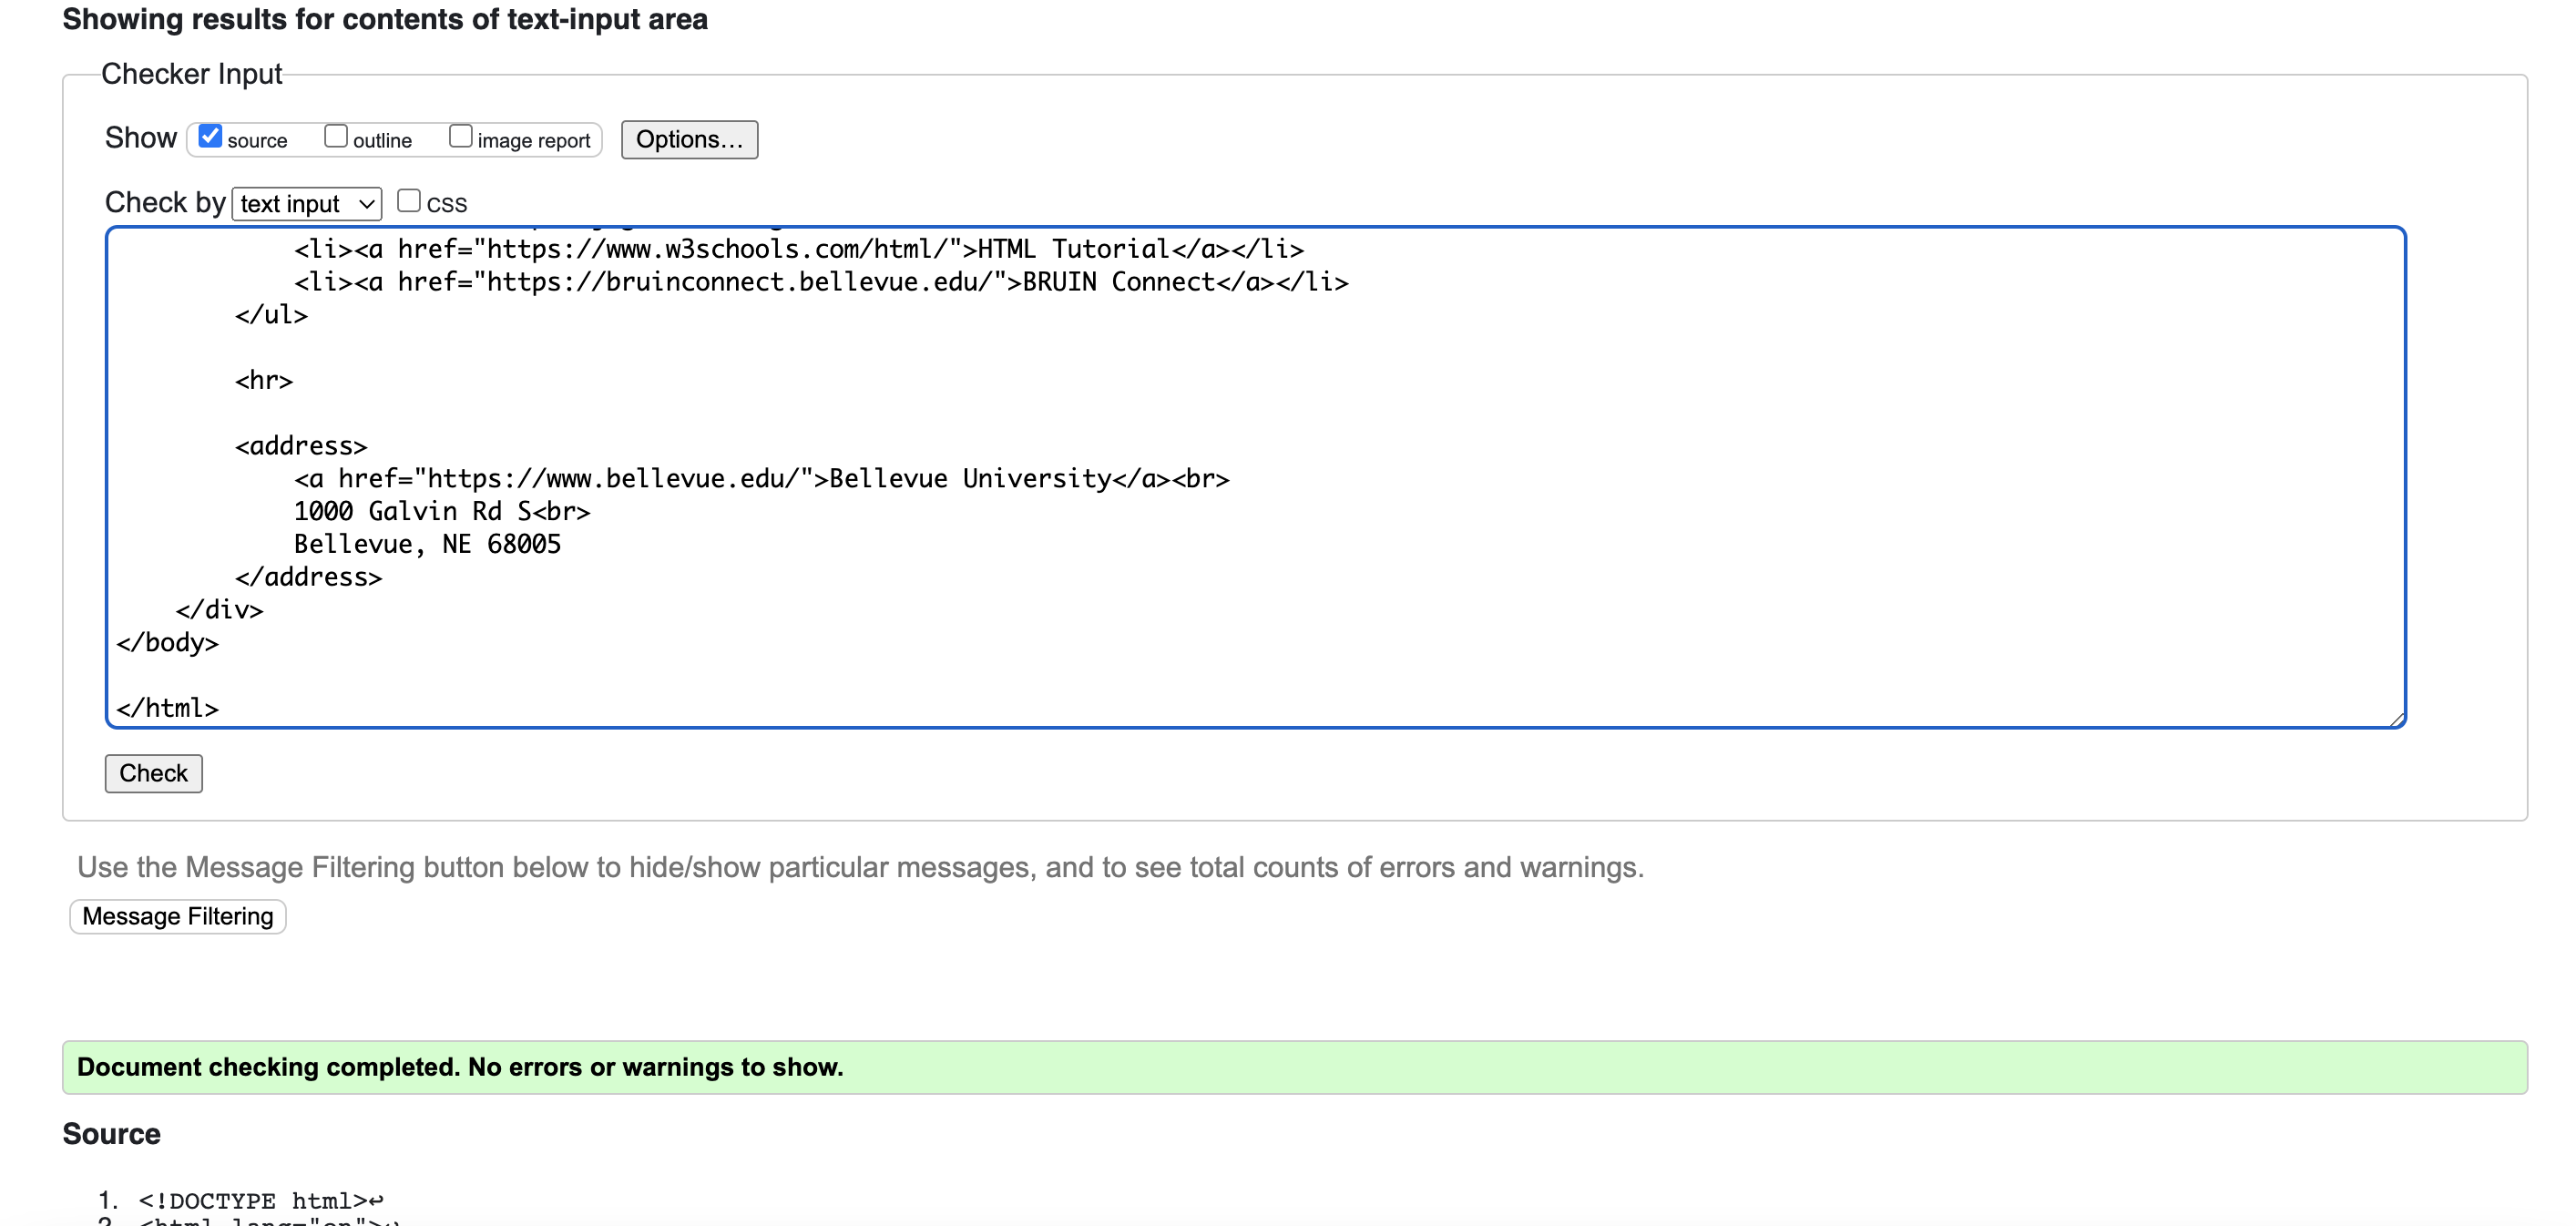 Showing results for contents of text-input area
Checker Input
Show source outline image report Options...
Check by text input css
<li><a href="https://www.w3schools.com/html/">HTML Tutorial</a></li>
<li><a href="https://bruinconnect.bellevue.edu/">BRUIN Connect</a></li>
</ul>
<hr>
<address>
<a href="https://www.bellevue.edu/">Bellevue University</a><br>
1000 Galvin Rd S<br>
Bellevue, NE 68005
</address>
</div>
</body>
</html>
Check
Use the Message Filtering button below to hide/show particular messages, and to see total counts of errors and warnings.
Message Filtering
Document checking completed. No errors or warnings to show.
Source
1. <!DOCTYPE html>↩
2. <html lang="en">↩